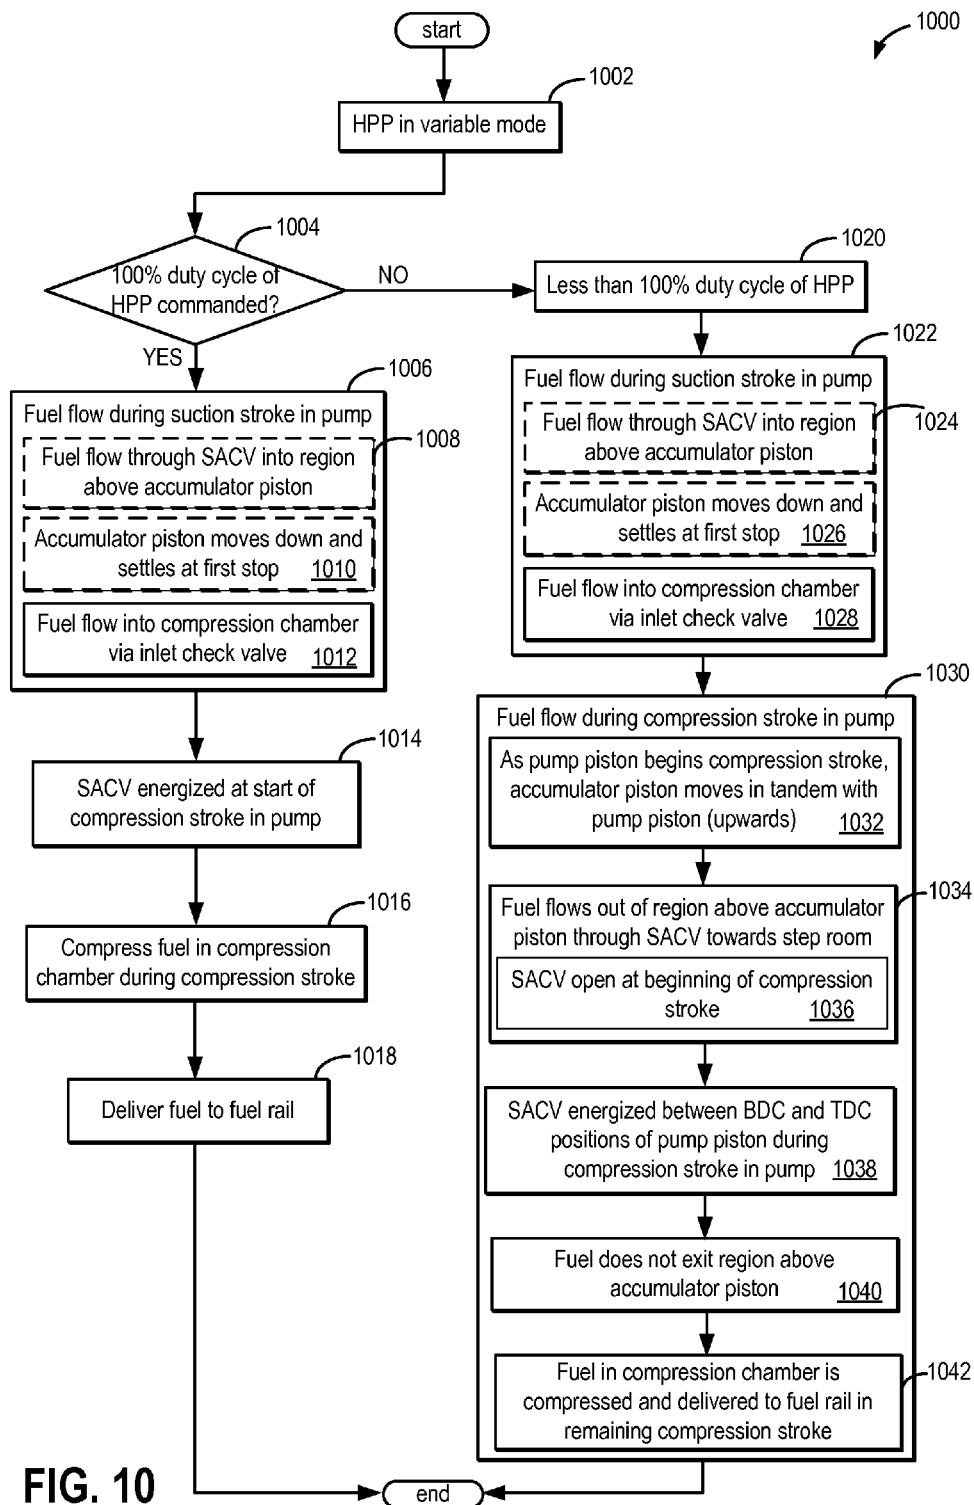 start
1000
1002
HPP in variable mode
1004
100% duty cycle of
HPP commanded?
NO
YES
1020
Less than 100% duty cycle of HPP
1006
Fuel flow during suction stroke in pump
1008
Fuel flow through SACV into region
above accumulator piston
Accumulator piston moves down and
settles at first stop 1010
Fuel flow into compression chamber
via inlet check valve 1012
1014
SACV energized at start of
compression stroke in pump
1016
Compress fuel in compression
chamber during compression stroke
1018
Deliver fuel to fuel rail
1022
Fuel flow during suction stroke in pump
1024
Fuel flow through SACV into region
above accumulator piston
Accumulator piston moves down and
settles at first stop 1026
Fuel flow into compression chamber
via inlet check valve 1028
1030
Fuel flow during compression stroke in pump
As pump piston begins compression stroke,
accumulator piston moves in tandem with
pump piston (upwards) 1032
1034
Fuel flows out of region above accumulator
piston through SACV towards step room
SACV open at beginning of compression
stroke 1036
SACV energized between BDC and TDC
positions of pump piston during
compression stroke in pump 1038
Fuel does not exit region above
accumulator piston 1040
1042
Fuel in compression chamber is
compressed and delivered to fuel rail in
remaining compression stroke
end
FIG. 10